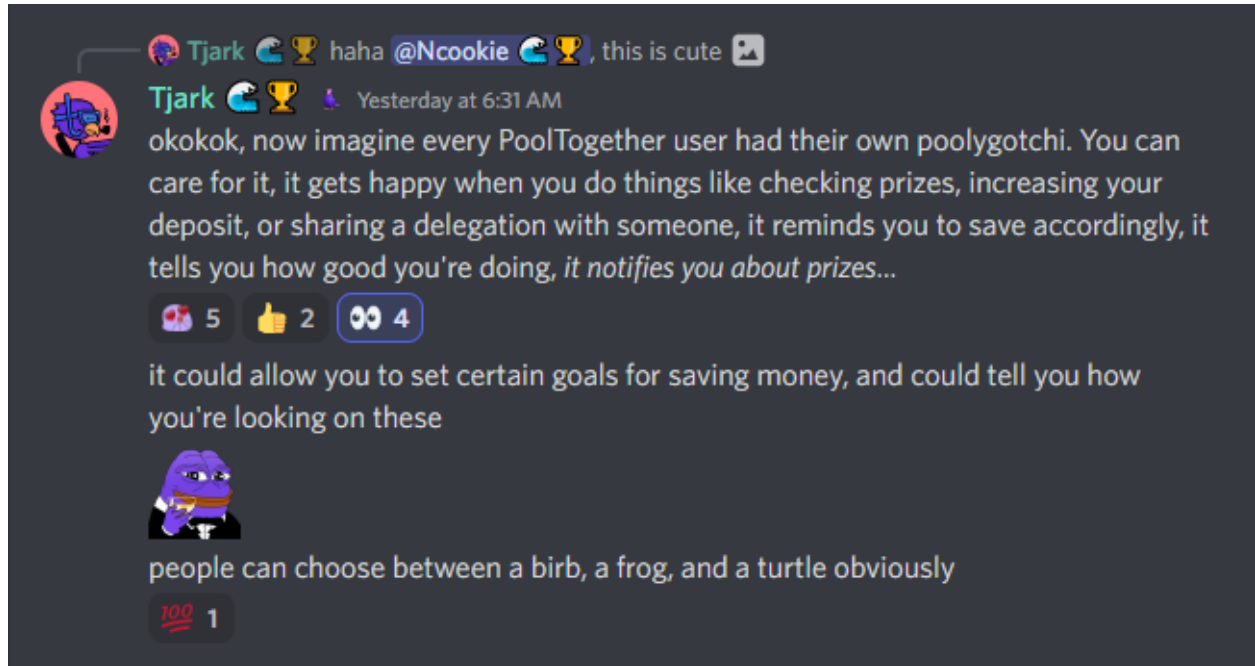 Tjark 🌊 🏆 haha @Ncookie 🌊 🏆, this is cute
Tjark 🌊 🏆 Yesterday at 6:31 AM
okokok, now imagine every PoolTogether user had their own poolygotchi. You can
care for it, it gets happy when you do things like checking prizes, increasing your
deposit, or sharing a delegation with someone, it reminds you to save accordingly, it
tells you how good you're doing, it notifies you about prizes...
5 👍 2 👀 4
it could allow you to set certain goals for saving money, and could tell you how
you're looking on these
people can choose between a birb, a frog, and a turtle obviously
💯 1